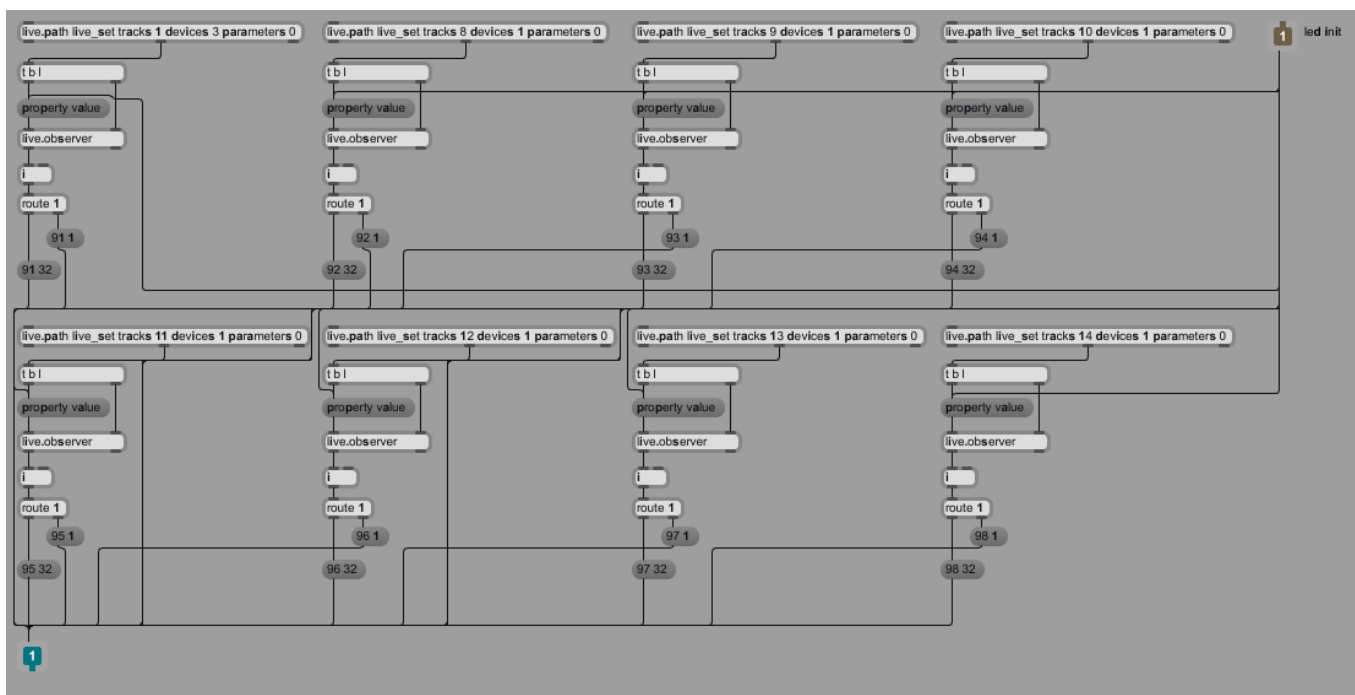 live.path live_set tracks 1 devices 3 parameters 0
live.path live_set tracks 8 devices 1 parameters 0
live.path live_set tracks 9 devices 1 parameters 0
live.path live_set tracks 10 devices 1 parameters 0
1
led init
t b l
t b l
t b l
t b l
property value
property value
property value
property value
live.observer
live.observer
live.observer
live.observer
i
i
i
i
route 1
route 1
route 1
route 1
91 1
92 1
93 1
94 1
91 32
92 32
93 32
94 32
live.path live_set tracks 11 devices 1 parameters 0
live.path live_set tracks 12 devices 1 parameters 0
live.path live_set tracks 13 devices 1 parameters 0
live.path live_set tracks 14 devices 1 parameters 0
t b l
t b l
t b l
t b l
property value
property value
property value
property value
live.observer
live.observer
live.observer
live.observer
i
i
i
i
route 1
route 1
route 1
route 1
95 1
96 1
97 1
98 1
95 32
96 32
97 32
98 32
1